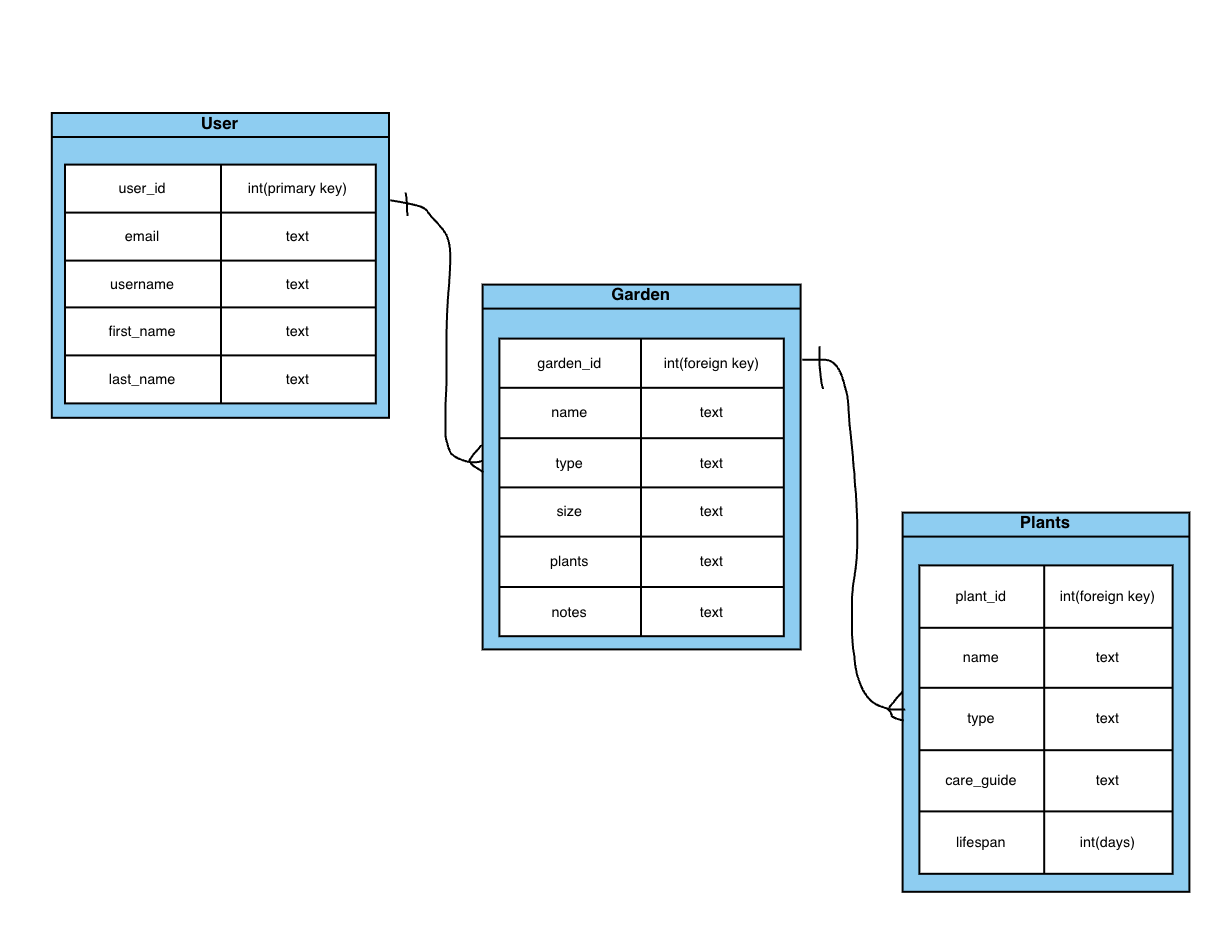 User
user_id int(primary key)
email text
username text
first_name text
last_name text
Garden
garden_id int(foreign key)
name text
type text
size text
plants text
notes text
Plants
plant_id int(foreign key)
name text
type text
care_guide text
lifespan int(days)